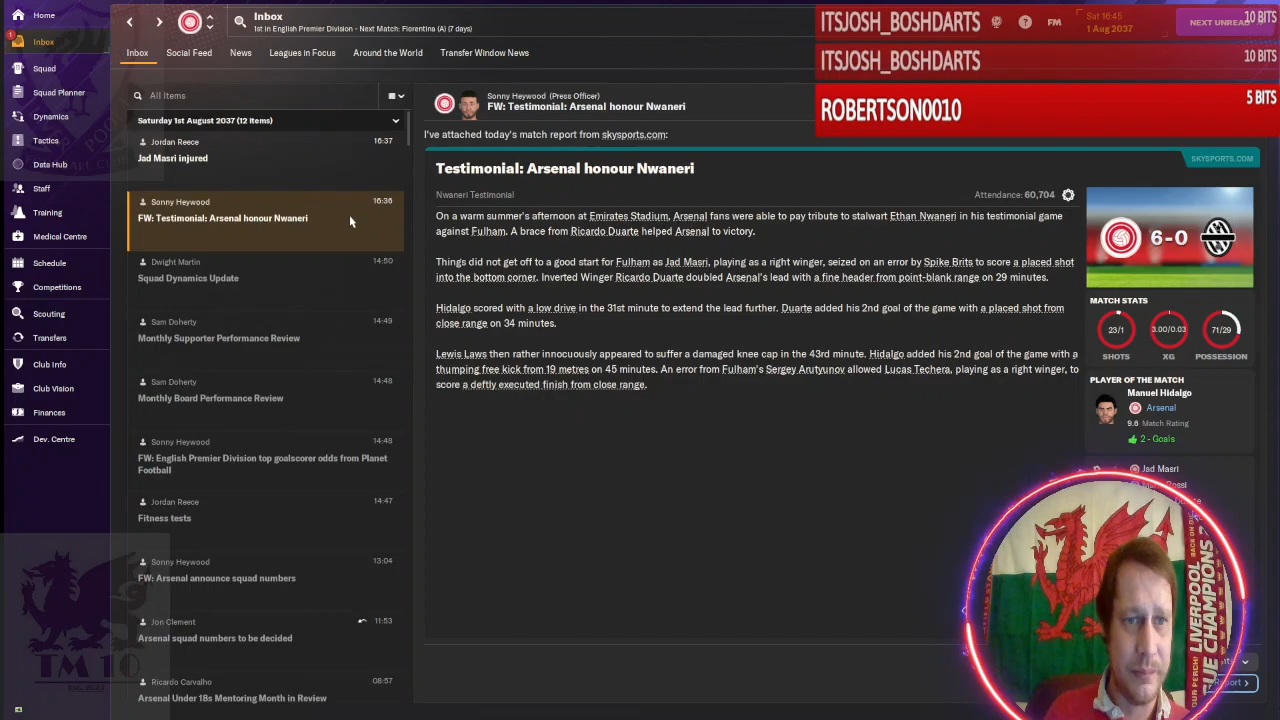 Home
Inbox
1
Squad
Squad Planner
Dynamics
Tactics
Data Hub
Staff
Training
Medical Centre
Schedule
Competitions
Scouting
Transfers
Club Info
Club Vision
Finances
Dev. Centre
TM 10
Inbox
1st in English Premier Division - Next Match: Fiorentina (A) (7 days)
FM
Sat 16:45
1 Aug 2037
NEXT UNREAD
ITSJOSH_BOSHDARTS 10 BITS
ITSJOSH_BOSHDARTS 10 BITS
ROBERTSON0010 5 BITS
Inbox Social Feed News Leagues in Focus Around the World Transfer Window News
All Items
Saturday 1st August 2037 (12 Items)
Jordan Reece 16:37
Jad Masri injured
Sonny Heywood 16:36
FW: Testimonial: Arsenal honour Nwaneri
Dwight Martin 14:50
Squad Dynamics Update
Sam Doherty 14:49
Monthly Supporter Performance Review
Sam Doherty 14:48
Monthly Board Performance Review
Sonny Heywood 14:48
FW: English Premier Division top goalscorer odds from Planet
Football
Jordan Reece 14:47
Fitness tests
Sonny Heywood 13:04
FW: Arsenal announce squad numbers
Jon Clement 11:53
Arsenal squad numbers to be decided
Ricardo Carvalho 08:57
Arsenal Under 18s Mentoring Month in Review
Sonny Heywood (Press Officer)
FW: Testimonial: Arsenal honour Nwaneri
I've attached today's match report from skysports.com:
SKYSPORTS.COM
Testimonial: Arsenal honour Nwaneri
Nwaneri Testimonial
Attendance: 60,704
On a warm summer's afternoon at Emirates Stadium, Arsenal fans were able to pay tribute to stalwart Ethan Nwaneri in his testimonial game
against Fulham. A brace from Ricardo Duarte helped Arsenal to victory.
Things did not get off to a good start for Fulham as Jad Masri, playing as a right winger, seized on an error by Spike Brits to score a placed shot
into the bottom corner. Inverted Winger Ricardo Duarte doubled Arsenal's lead with a fine header from point-blank range on 29 minutes.
Hidalgo scored with a low drive in the 31st minute to extend the lead further. Duarte added his 2nd goal of the game with a placed shot from
close range on 34 minutes.
Lewis Laws then rather innocuously appeared to suffer a damaged knee cap in the 43rd minute. Hidalgo added his 2nd goal of the game with a
thumping free kick from 19 metres on 45 minutes. An error from Fulham's Sergey Arutyunov allowed Lucas Techera, playing as a right winger, to
score a deftly executed finish from close range.
6-0
MATCH STATS
23/1 3.00/0.03 71/29
SHOTS XG POSSESSION
PLAYER OF THE MATCH
Manuel Hidalgo
Arsenal
9.6 Match Rating
2 - Goals
Jad Masri
LIVERPOOL
CHAMPIONS